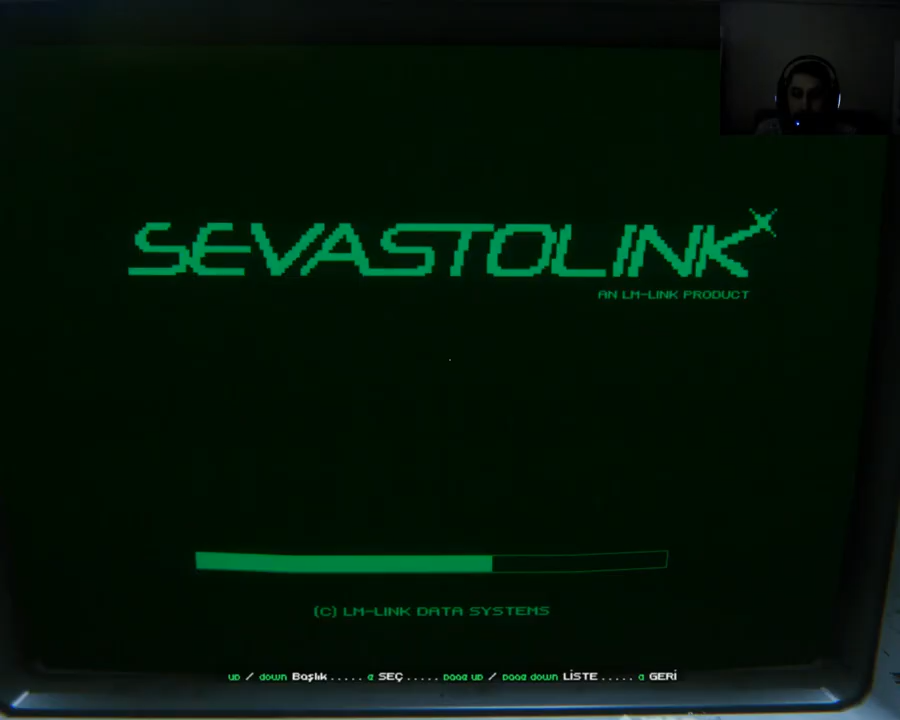 SEVASTOLINK
AN LM-LINK PRODUCT
(C) LM-LINK DATA SYSTEMS
up / down Başlık ..... e SEÇ ..... page up / page down LİSTE ..... q GERİ